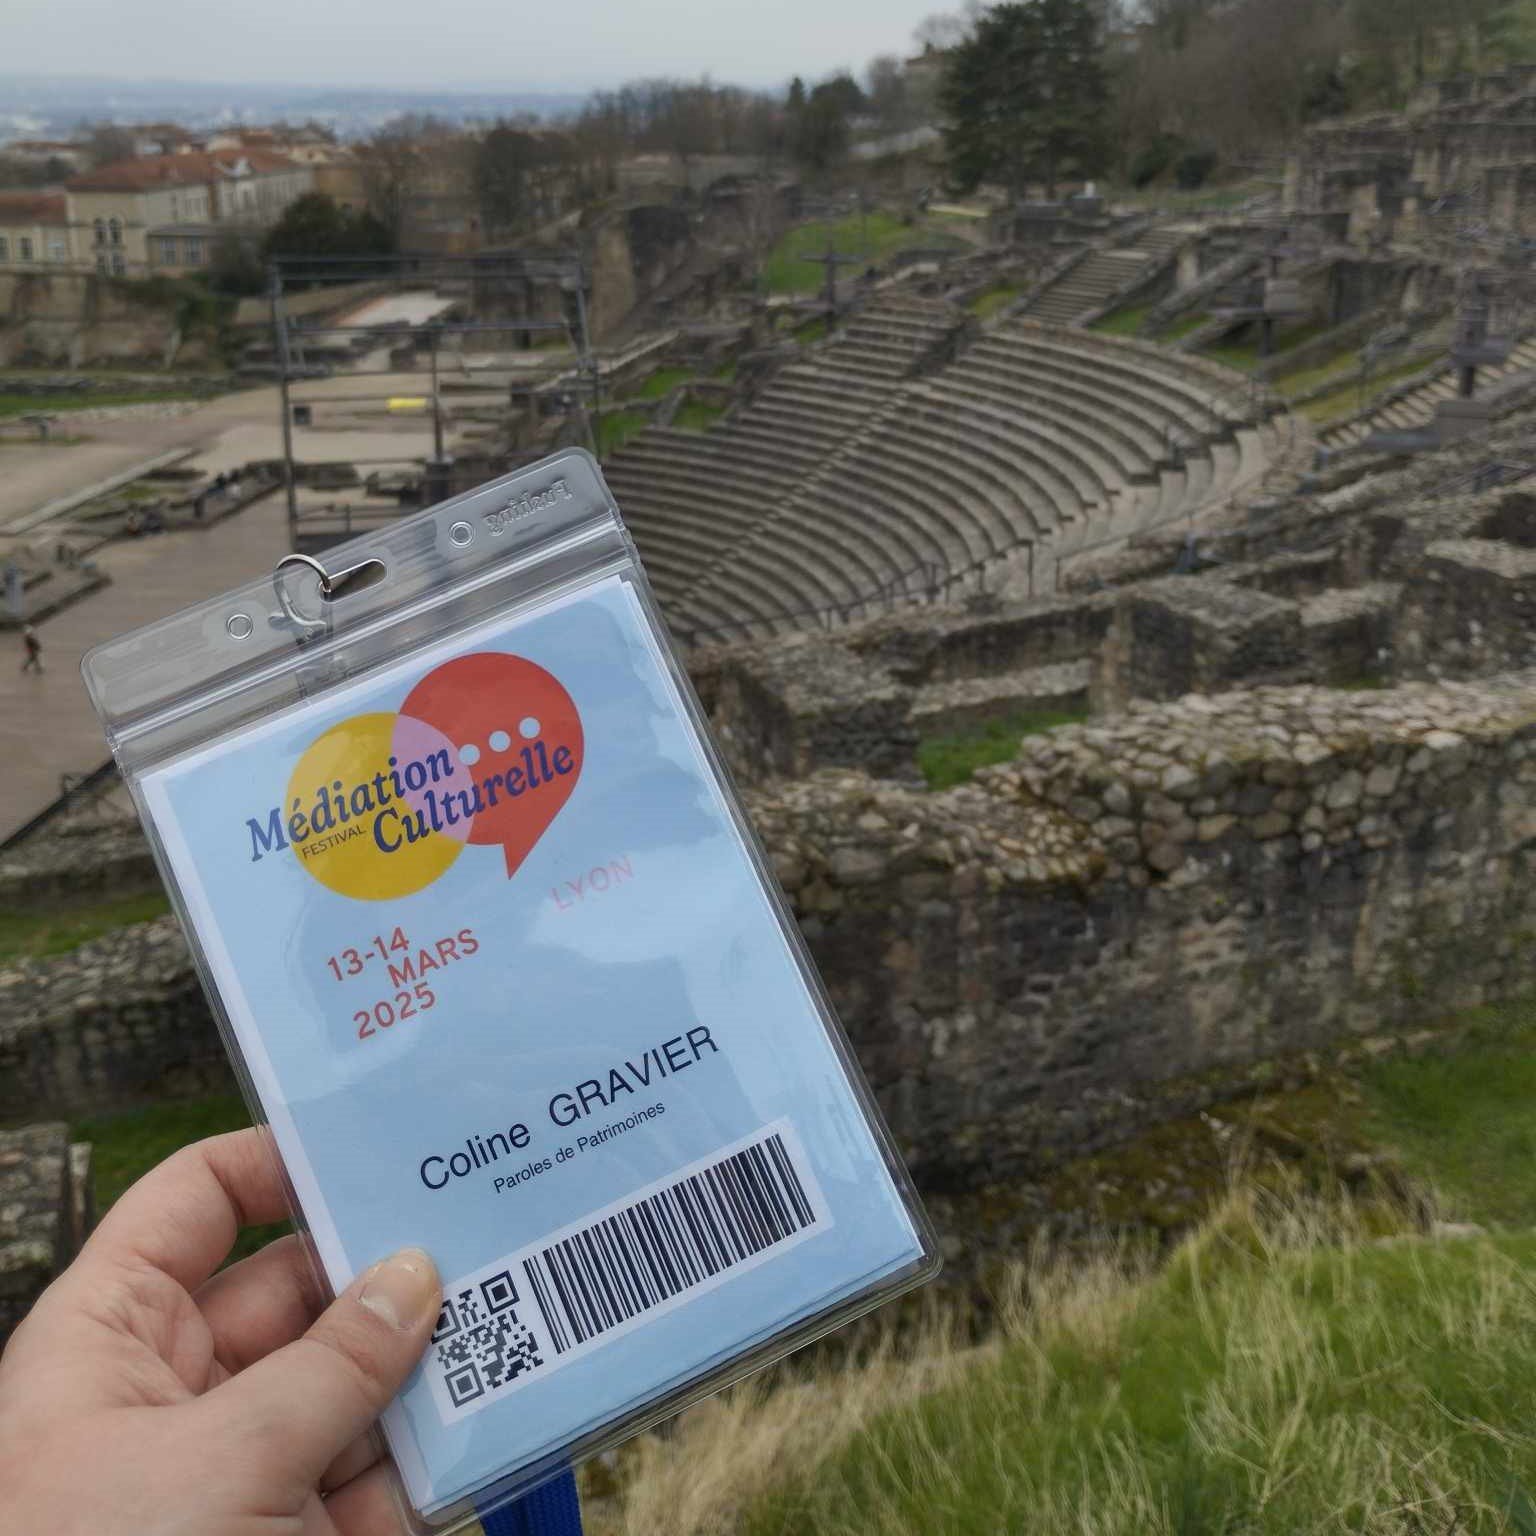 Médiation
FESTIVAL Culturelle
LYON
13-14
MARS
2025
Coline GRAVIER
Paroles de Patrimoines